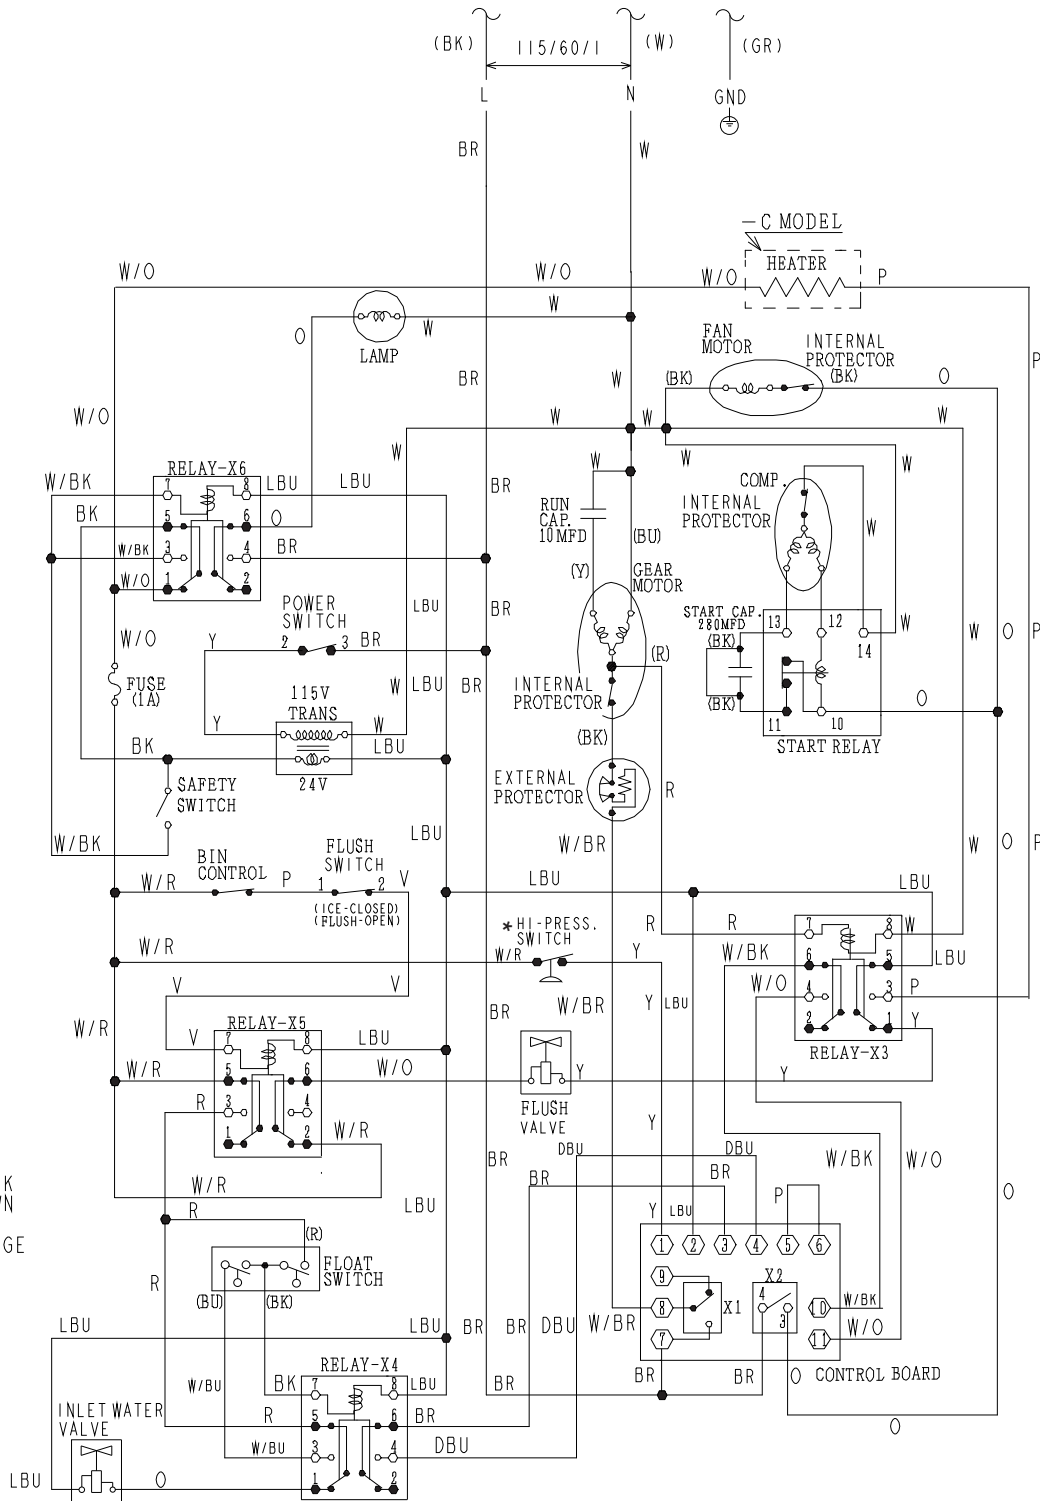 (BK) 115/60/1 (W) (GR)
L N GND
BR W
-C MODEL
W/O W/O W/O HEATER P
W
O LAMP W
FAN MOTOR
INTERNAL PROTECTOR
(BK) (BK) O
BR W P
W/O W W W
RELAY-X6
W/BK 7 8 LBU LBU W W W
BK 5 6 O BR
W/BK 3 4 BR
W/O 1 2
RUN CAP. 10MFD
(BU)
COMP.
INTERNAL PROTECTOR
W
(Y) GEAR MOTOR
POWER SWITCH
LBU BR
START CAP. 280MFD
(BK) 13 12 14 W
W/O Y 2 3 BR
(R) W O P
FUSE (1A)
115V TRANS
W LBU BR
INTERNAL PROTECTOR
(BK) 11 10 O
START RELAY
Y W
BK LBU (BK)
24V
SAFETY SWITCH
EXTERNAL PROTECTOR
R
W/BK LBU W/BR W O P
BIN CONTROL
FLUSH SWITCH
W/R P 1 2 V LBU LBU
(ICE-CLOSED)
(FLUSH-OPEN)
*HI-PRESS. SWITCH
R R 7 8 W
W/R W/R Y W/BK 6 5 LBU
V V W/O 4 3 P
W/BR Y LBU 2 1 Y
BR
RELAY-X3
W/R RELAY-X5
V 7 8 LBU
W/R 5 6 W/O Y Y
R 3 4
1 2 W/R
FLUSH VALVE
Y
DBU DBU
BR BR BR W/BK W/O
K
N
GE
W/R LBU P O
R (R) Y LBU
1 2 3 4 5 6
FLOAT SWITCH
R (BU) (BK)
9 X2
8 X1 4 3 10 W/BK
7 11 W/O
LBU LBU BR BR DBU W/BR
RELAY-X4
BR BR O CONTROL BOARD
W/BU BK 7 8 LBU BR
R 5 6 BR O
W/BU 3 4 DBU
1 2
INLET WATER VALVE
LBU O